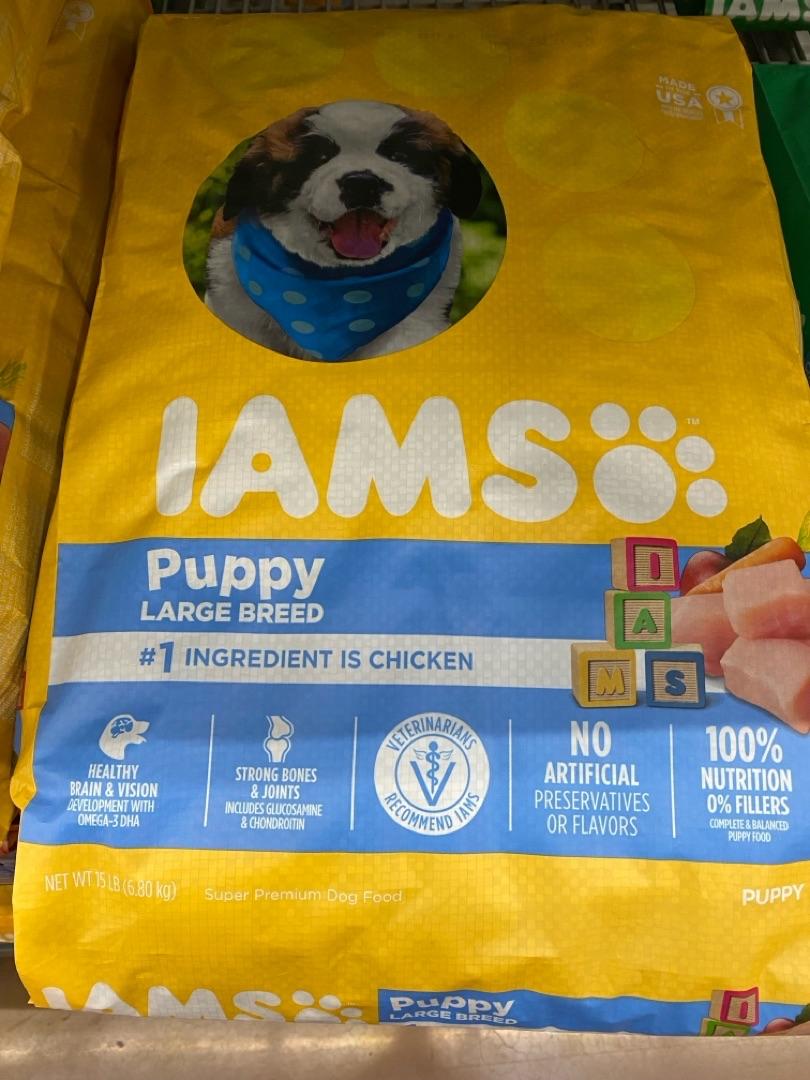 IAMS
MADE
USA
IAMS™
Puppy
LARGE BREED
#1 INGREDIENT IS CHICKEN
I
A
M S
HEALTHY
BRAIN & VISION
DEVELOPMENT WITH
OMEGA-3 DHA
STRONG BONES
& JOINTS
INCLUDES GLUCOSAMINE
& CHONDROITIN
VETERINARIANS
V
RECOMMEND IAMS
NO
ARTIFICIAL
PRESERVATIVES
OR FLAVORS
100%
NUTRITION
0% FILLERS
COMPLETE & BALANCED
PUPPY FOOD
NET WT 15 LB (6.80 kg)
Super Premium Dog Food
PUPPY
IAMS
Puppy
LARGE BREED
I